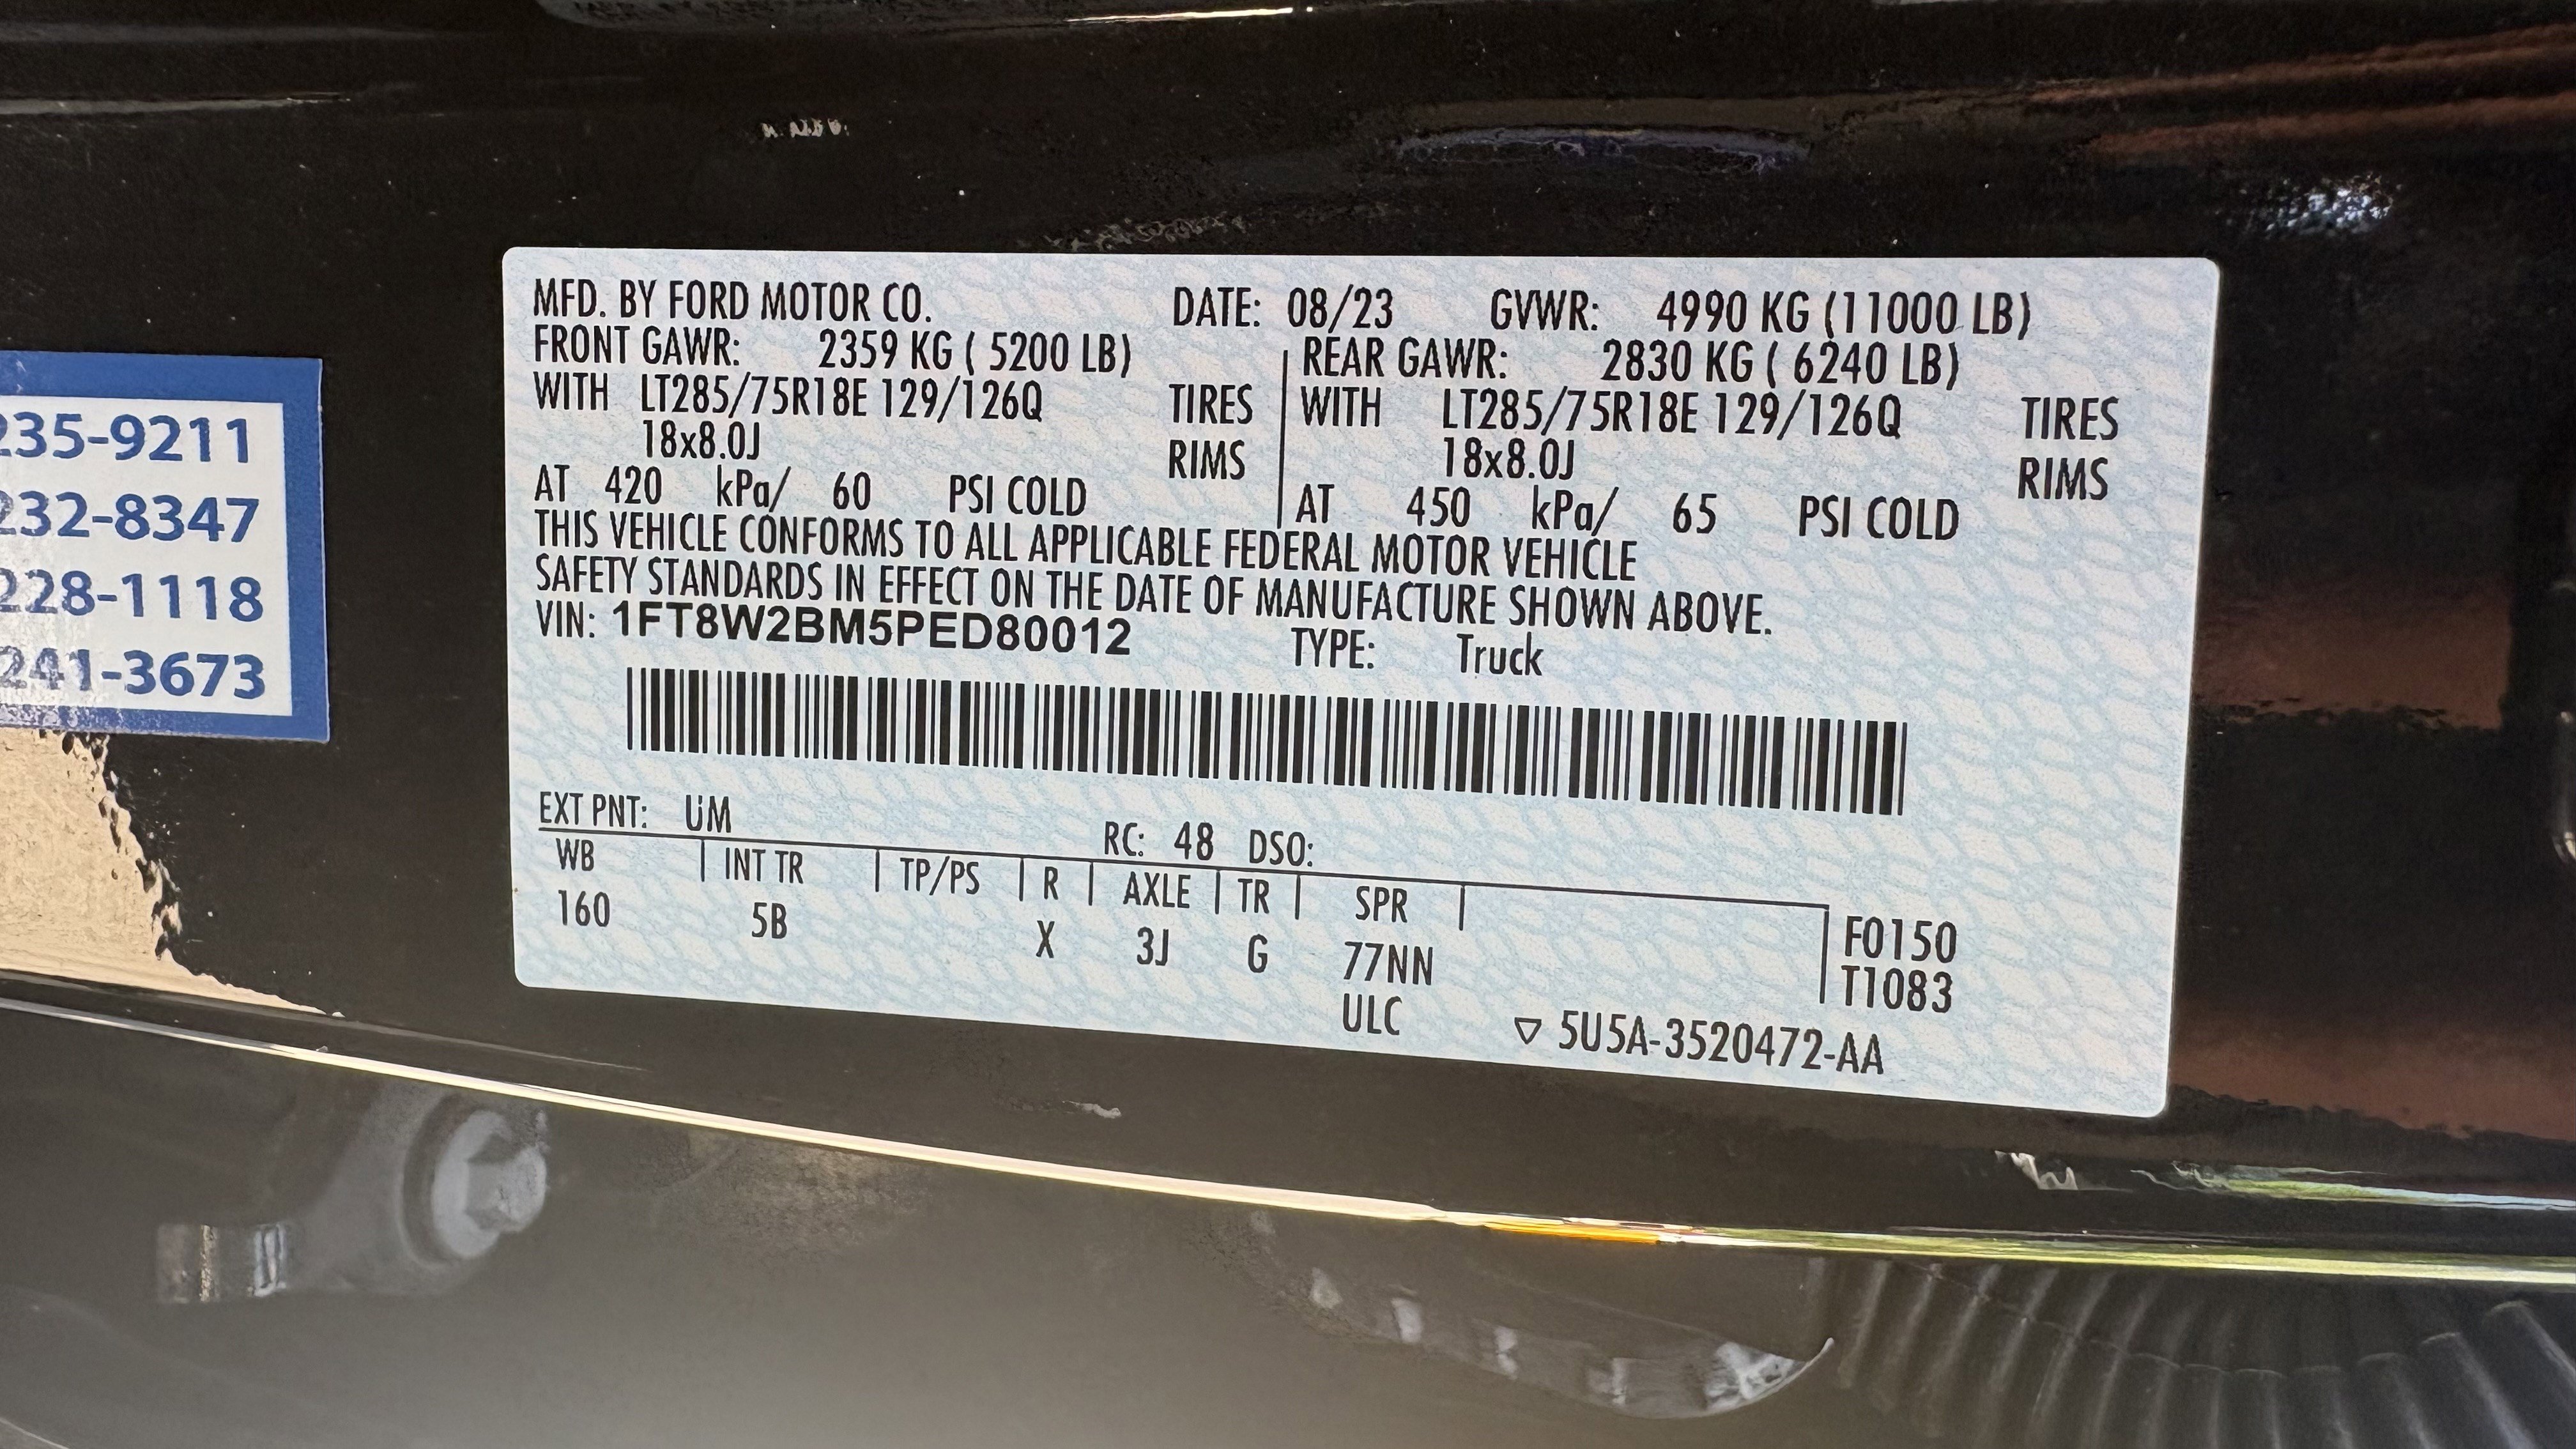 235-9211
232-8347
228-1118
241-3673
MFD. BY FORD MOTOR CO. DATE: 08/23 GVWR: 4990 KG (11000 LB)
FRONT GAWR: 2359 KG ( 5200 LB) REAR GAWR: 2830 KG ( 6240 LB)
WITH LT285/75R18E 129/126Q TIRES WITH LT285/75R18E 129/126Q TIRES
18x8.0J RIMS 18x8.0J RIMS
AT 420 kPa/ 60 PSI COLD AT 450 kPa/ 65 PSI COLD
THIS VEHICLE CONFORMS TO ALL APPLICABLE FEDERAL MOTOR VEHICLE
SAFETY STANDARDS IN EFFECT ON THE DATE OF MANUFACTURE SHOWN ABOVE.
VIN: 1FT8W2BM5PED80012 TYPE: Truck
EXT PNT: UM RC: 48 DSO:
WB INT TR TP/PS R AXLE TR SPR
160 5B X 3J G 77NN F0150
ULC T1083
▽ 5U5A-3520472-AA